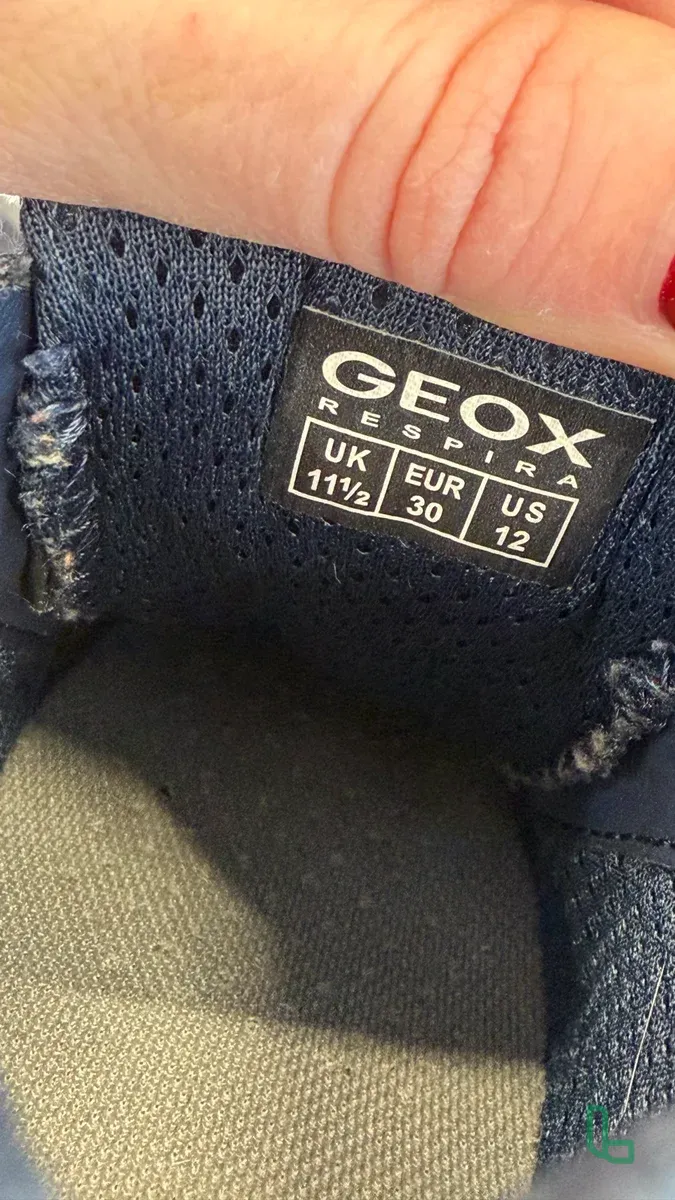 GEOX
RESPIRA
UK EUR US
11½ 30 12